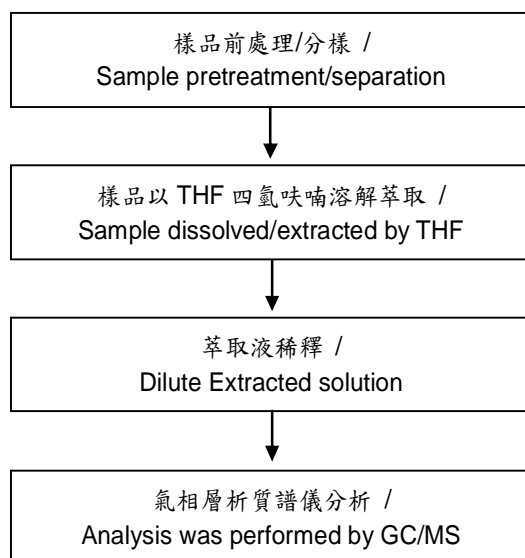 樣品前處理/分樣 /
Sample pretreatment/separation
樣品以 THF 四氫呋喃溶解萃取 /
Sample dissolved/extracted by THF
萃取液稀釋 /
Dilute Extracted solution
氣相層析質譜儀分析 /
Analysis was performed by GC/MS